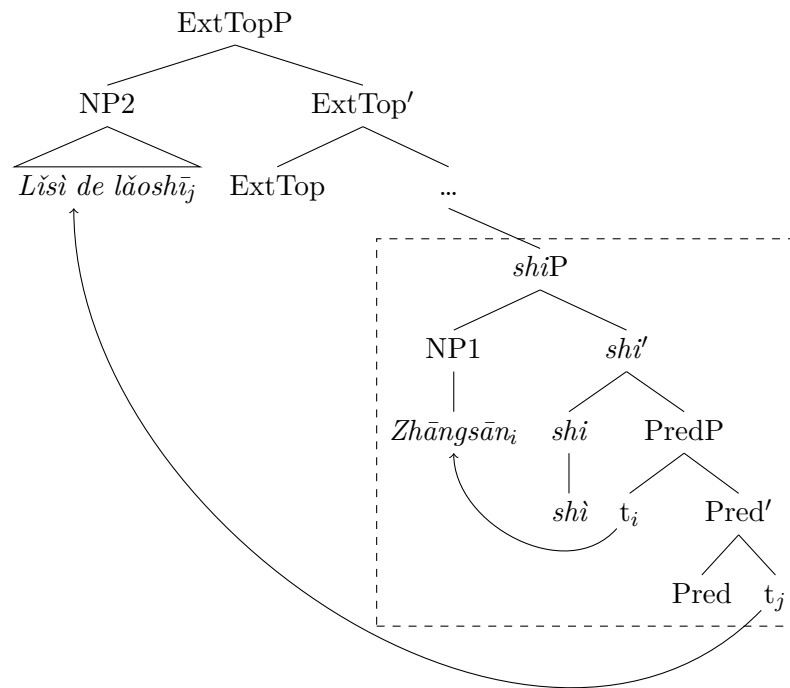 ExtTopP
NP2 ExtTop′
Lǐsì de lǎoshī_j ExtTop ...
shiP
NP1 shi′
Zhāngsān_i shi PredP
shì t_i Pred′
Pred t_j